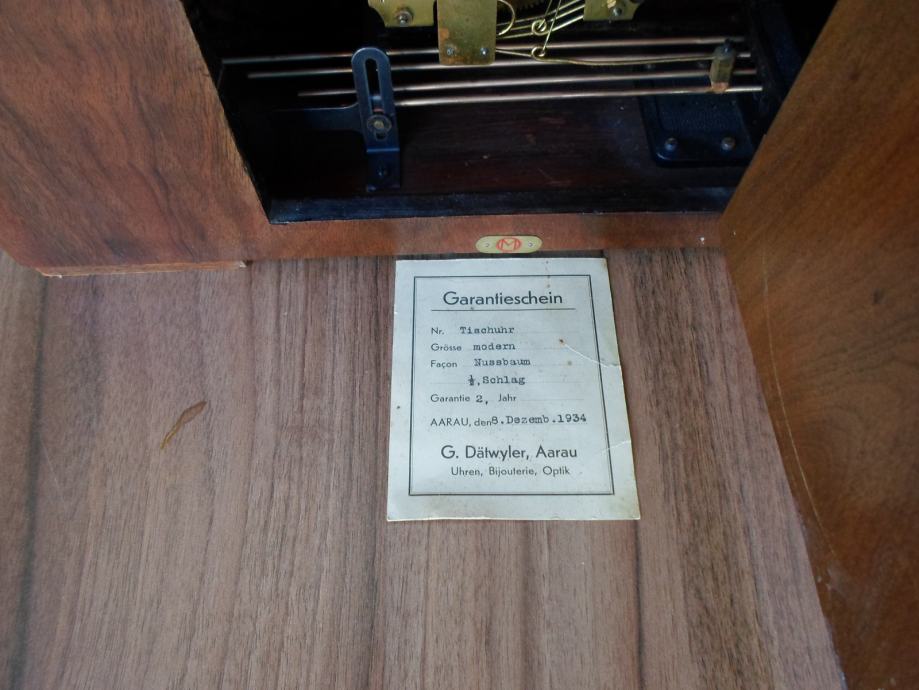 M
Garantieschein
Nr. Tischuhr
Grösse modern
Façon Nussbaum
½,Schlag
Garantie 2, Jahr
AARAU, den 8.Dezemb.1934
G. Dätwyler, Aarau
Uhren, Bijouterie, Optik